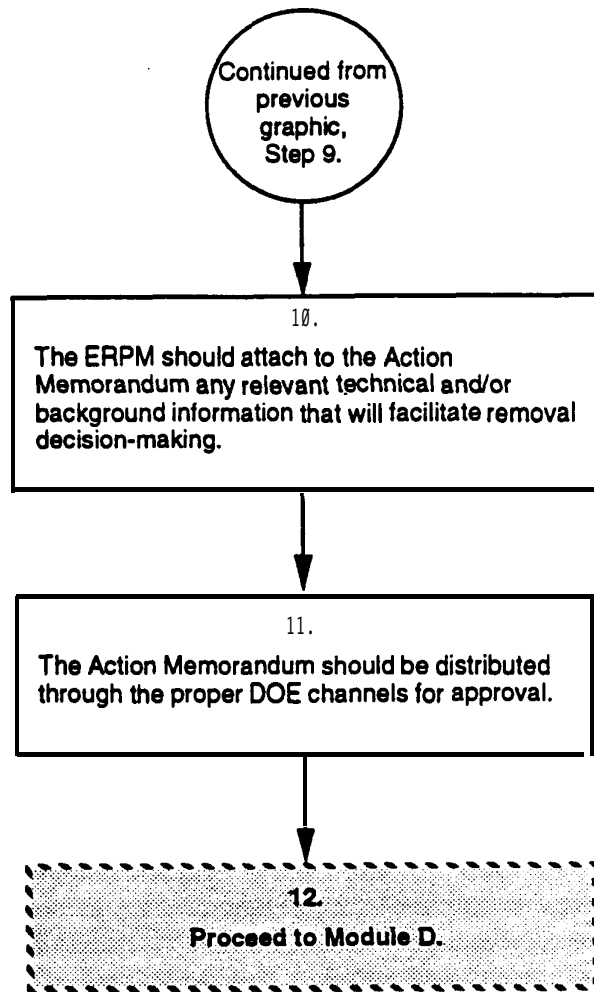 Continued from
previous
graphic,
Step 9.
10.
The ERPM should attach to the Action
Memorandum any relevant technical and/or
background information that will facilitate removal
decision-making.
11.
The Action Memorandum should be distributed
through the proper DOE channels for approval.
12.
Proceed to Module D.